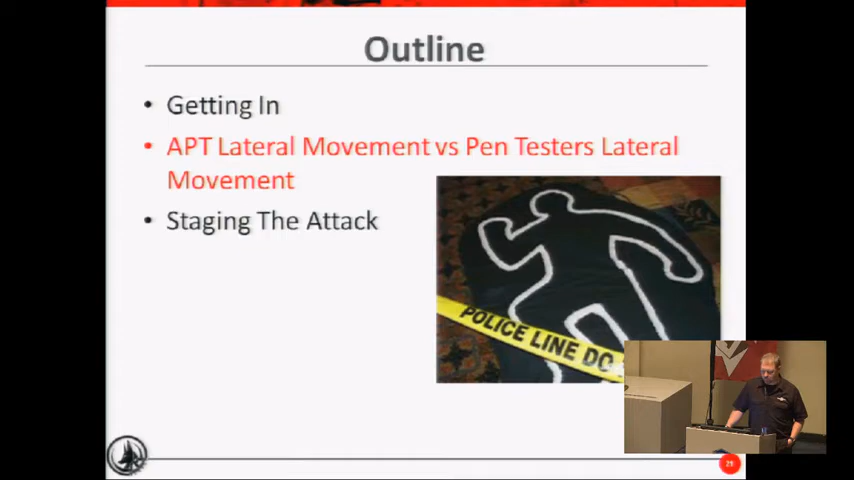 Outline
• Getting In
• APT Lateral Movement vs Pen Testers Lateral
Movement
• Staging The Attack
POLICE LINE DO